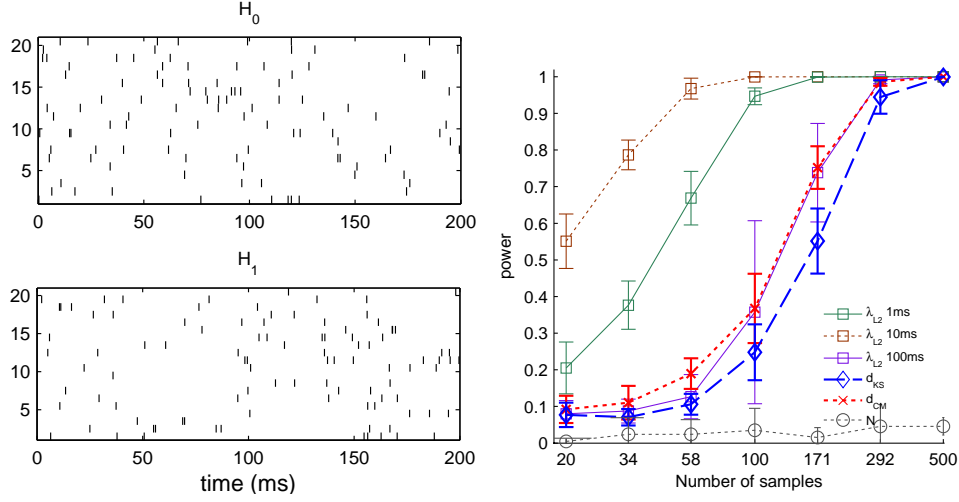 H0
20
15
10
5
0 50 100 150 200
H1
20
15
10
5
0 50 100 150 200
time (ms)
1
0.9
0.8
0.7
0.6
0.5
0.4
0.3
0.2
0.1
0
power
20 34 58 100 171 292 500
Number of samples
λL2 1ms
λL2 10ms
λL2 100ms
dKS
dCM
N